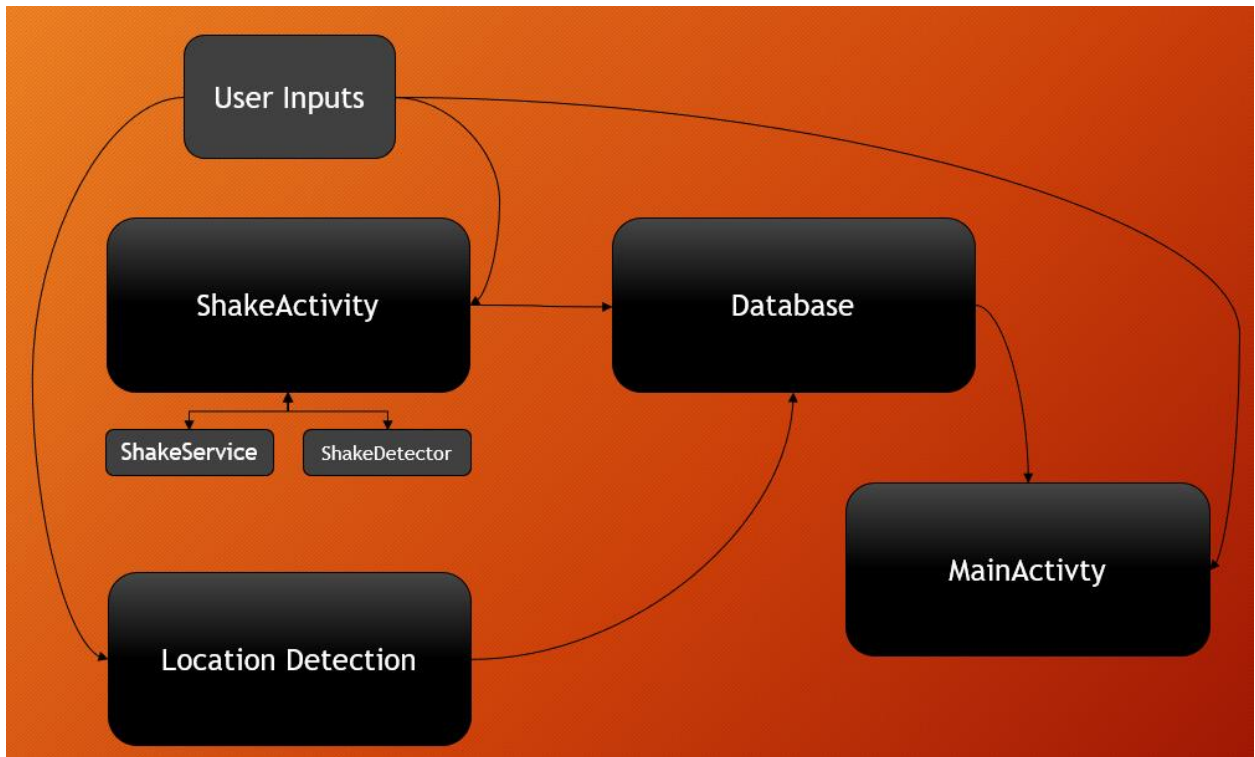 User Inputs
ShakeActivity
Database
ShakeService
ShakeDetector
MainActivty
Location Detection